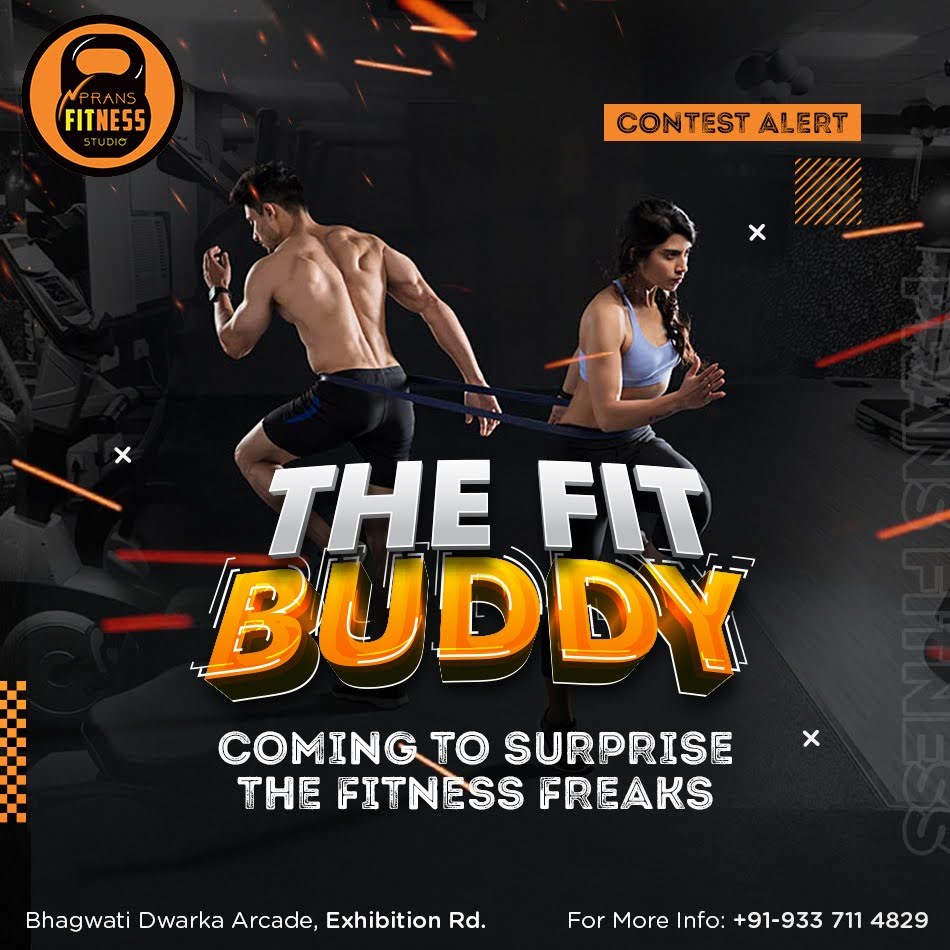 PRANS
FITNESS
STUDIO
CONTEST ALERT
THE FIT
BUDDY
COMING TO SURPRISE
THE FITNESS FREAKS
PRANS FITNESS
Bhagwati Dwarka Arcade, Exhibition Rd.
For More Info: +91-933 711 4829